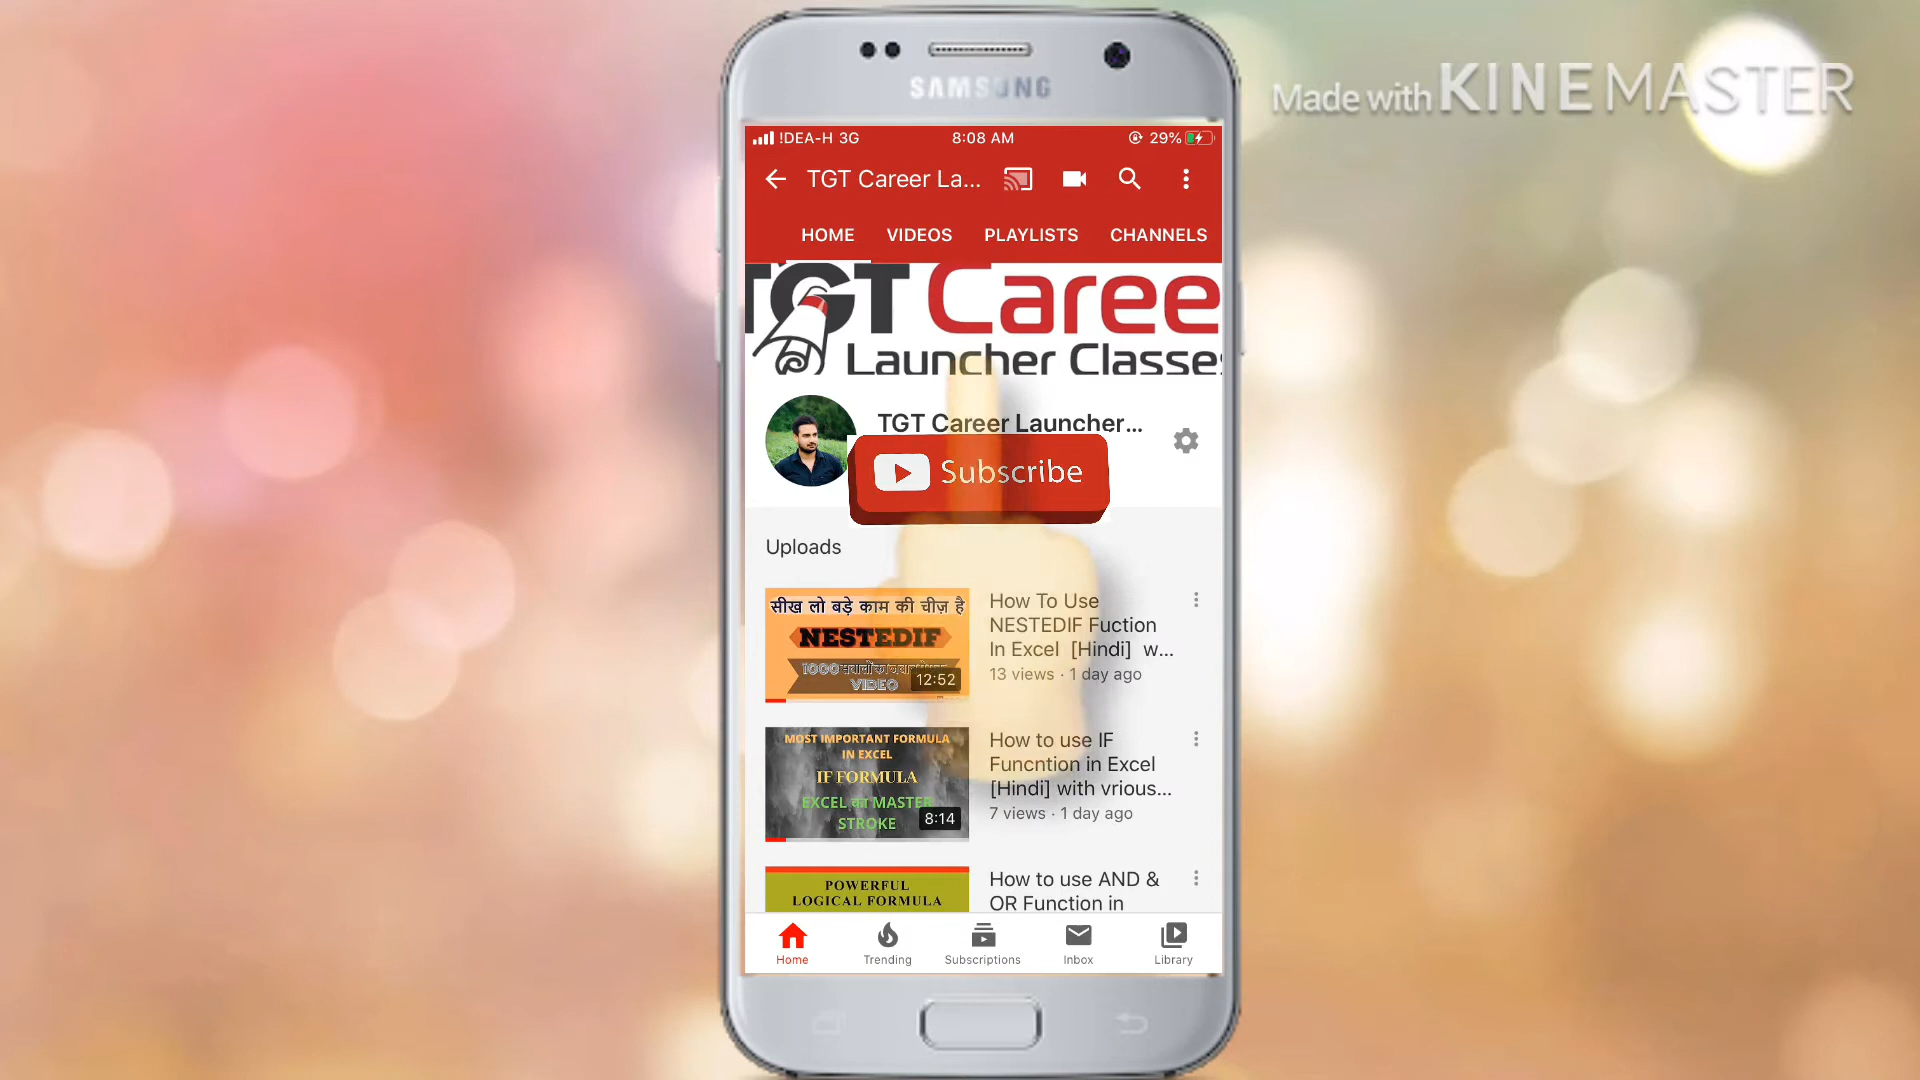 Made with KINEMASTER
SAMSUNG
!DEA-H 3G 8:08 AM 29%
TGT Career La...
HOME VIDEOS PLAYLISTS CHANNELS
TGT Caree
Launcher Classes
TGT Career Launcher...
Subscribe
Uploads
सीख लो बड़े काम की चीज़ है
NESTEDIF
VIDEO
12:52
How To Use
NESTEDIF Fuction
In Excel [Hindi] w...
13 views · 1 day ago
MOST IMPORTANT FORMULA
IN EXCEL
IF FORMULA
EXCEL का MASTER
STROKE
8:14
How to use IF
Funcntion in Excel
[Hindi] with vrious...
7 views · 1 day ago
POWERFUL
LOGICAL FORMULA
How to use AND &
OR Function in
Home Trending Subscriptions Inbox Library